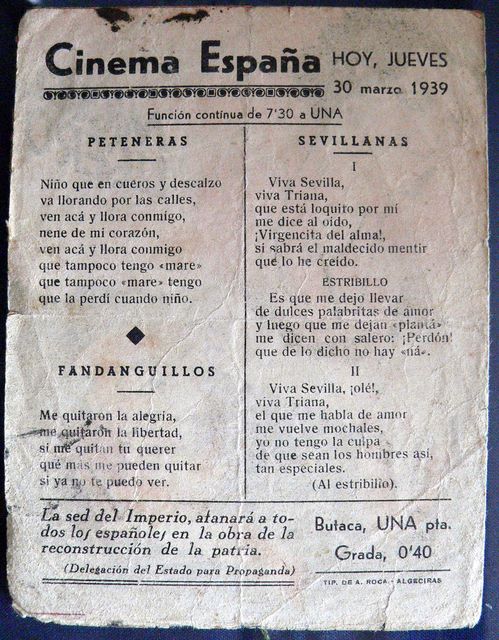 Cinema España
HOY, JUEVES
30 marzo 1939
Función contínua de 7'30 a UNA
PETENERAS
Niño que en cueros y descalzo
va llorando por las calles,
ven acá y llora conmigo,
nene de mi corazón,
ven acá y llora conmigo
que tampoco tengo «mare»
que tampoco «mare» tengo
que la perdí cuando niño.
FANDANGUILLOS
Me quitaron la alegría,
me quitaron la libertad,
si me quitan tu querer
qué más me pueden quitar
si ya no te puedo ver.
SEVILLANAS
I
Viva Sevilla,
viva Triana,
que está loquito por mí
me dice al oido,
¡Virgencita del alma!,
si sabrá el maldecido mentir
que lo he creído.
ESTRIBILLO
Es que me dejo llevar
de dulces palabritas de amor
y luego que me dejan «plantá»
me dicen con salero: ¡Perdón!
que de lo dicho no hay «ná».
II
Viva Sevilla, ¡olé!,
viva Triana,
el que me habla de amor
me vuelve mochales,
yo no tengo la culpa
de que sean los hombres así,
tan especiales.
(Al estribillo).
La sed del Imperio, afanará a to-
dos los españoles en la obra de la
reconstrucción de la patria.
(Delegación del Estado para Propaganda)
Butaca, UNA pta.
Grada, 0'40
TIP. DE A. ROCA - ALGECIRAS